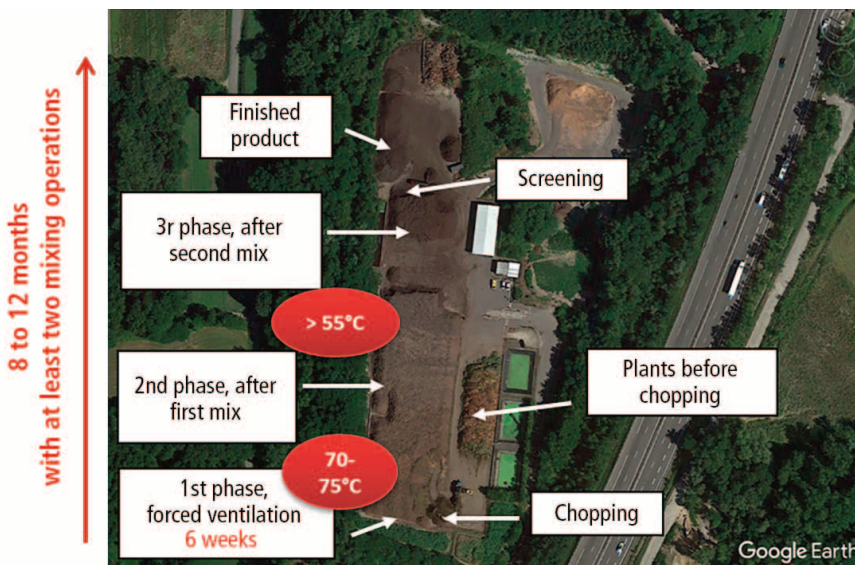 8 to 12 months
with at least two mixing operations
Finished
product
Screening
3r phase, after
second mix
> 55°C
2nd phase, after
first mix
Plants before
chopping
70-
75°C
1st phase,
forced ventilation
6 weeks
Chopping
Google Earth